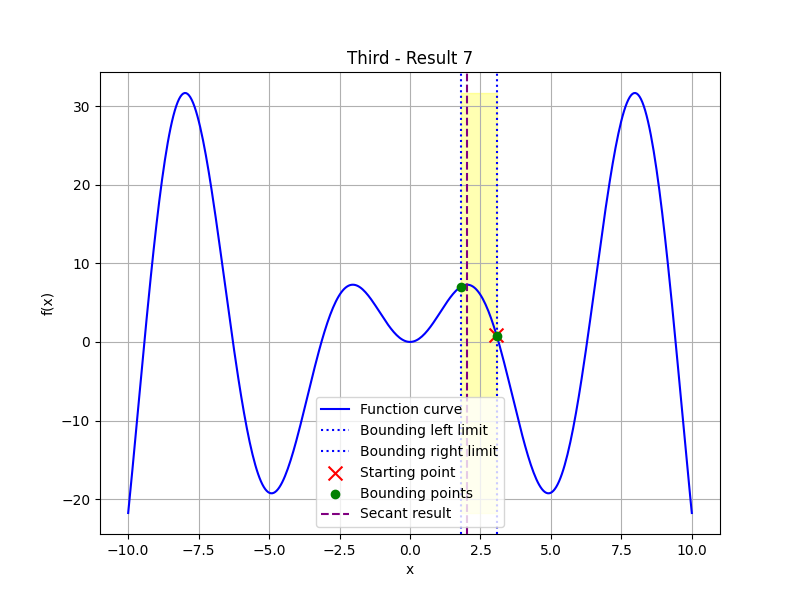 Third - Result 7
f(x)
30
20
10
0
−10
−20
Function curve
Bounding left limit
Bounding right limit
Starting point
Bounding points
Secant result
−10.0 −7.5 −5.0 −2.5 0.0 2.5 5.0 7.5 10.0
x